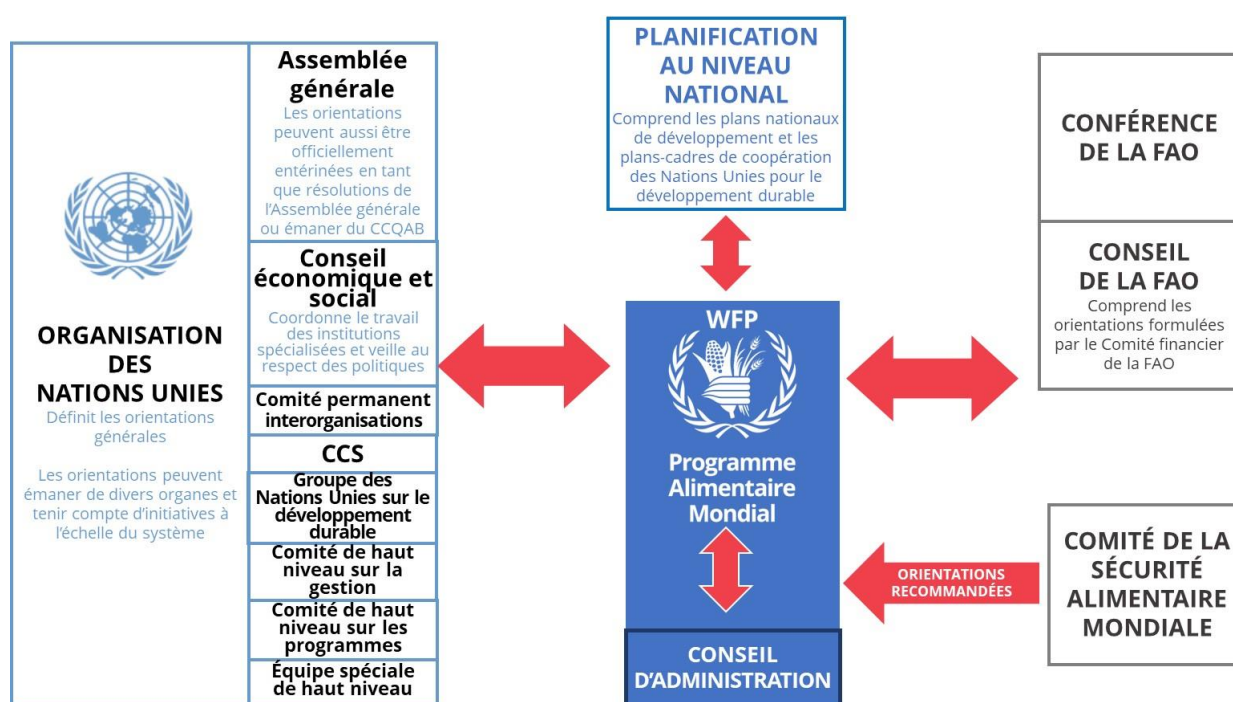 ORGANISATION
DES
NATIONS UNIES
Définit les orientations
générales
Les orientations peuvent
émaner de divers organes et
tenir compte d'initiatives à
l'échelle du système
Assemblée
générale
Les orientations
peuvent aussi être
officiellement
entérinées en tant
que résolutions de
l'Assemblée générale
ou émaner du CCQAB
Conseil
économique et
social
Coordonne le travail
des institutions
spécialisées et veille au
respect des politiques
Comité permanent
interorganisations
CCS
Groupe des
Nations Unies sur le
développement
durable
Comité de haut
niveau sur la
gestion
Comité de haut
niveau sur les
programmes
Équipe spéciale
de haut niveau
PLANIFICATION
AU NIVEAU
NATIONAL
Comprend les plans nationaux
de développement et les
plans-cadres de coopération
des Nations Unies pour le
développement durable
WFP
Programme
Alimentaire
Mondial
CONSEIL
D'ADMINISTRATION
CONFÉRENCE
DE LA FAO
CONSEIL
DE LA FAO
Comprend les
orientations formulées
par le Comité financier
de la FAO
ORIENTATIONS
RECOMMANDÉES
COMITÉ DE LA
SÉCURITÉ
ALIMENTAIRE
MONDIALE